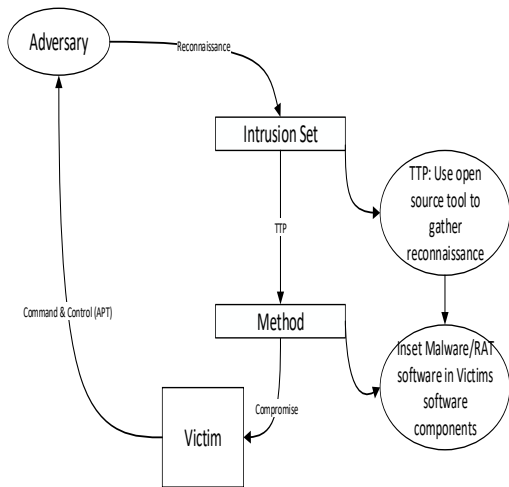 Adversary
Reconnaissance
Intrusion Set
TTP: Use open
source tool to
gather
reconnaissance
TTP
Command & Control (APT)
Method
Inset Malware/RAT
software in Victims
software
components
Compromise
Victim